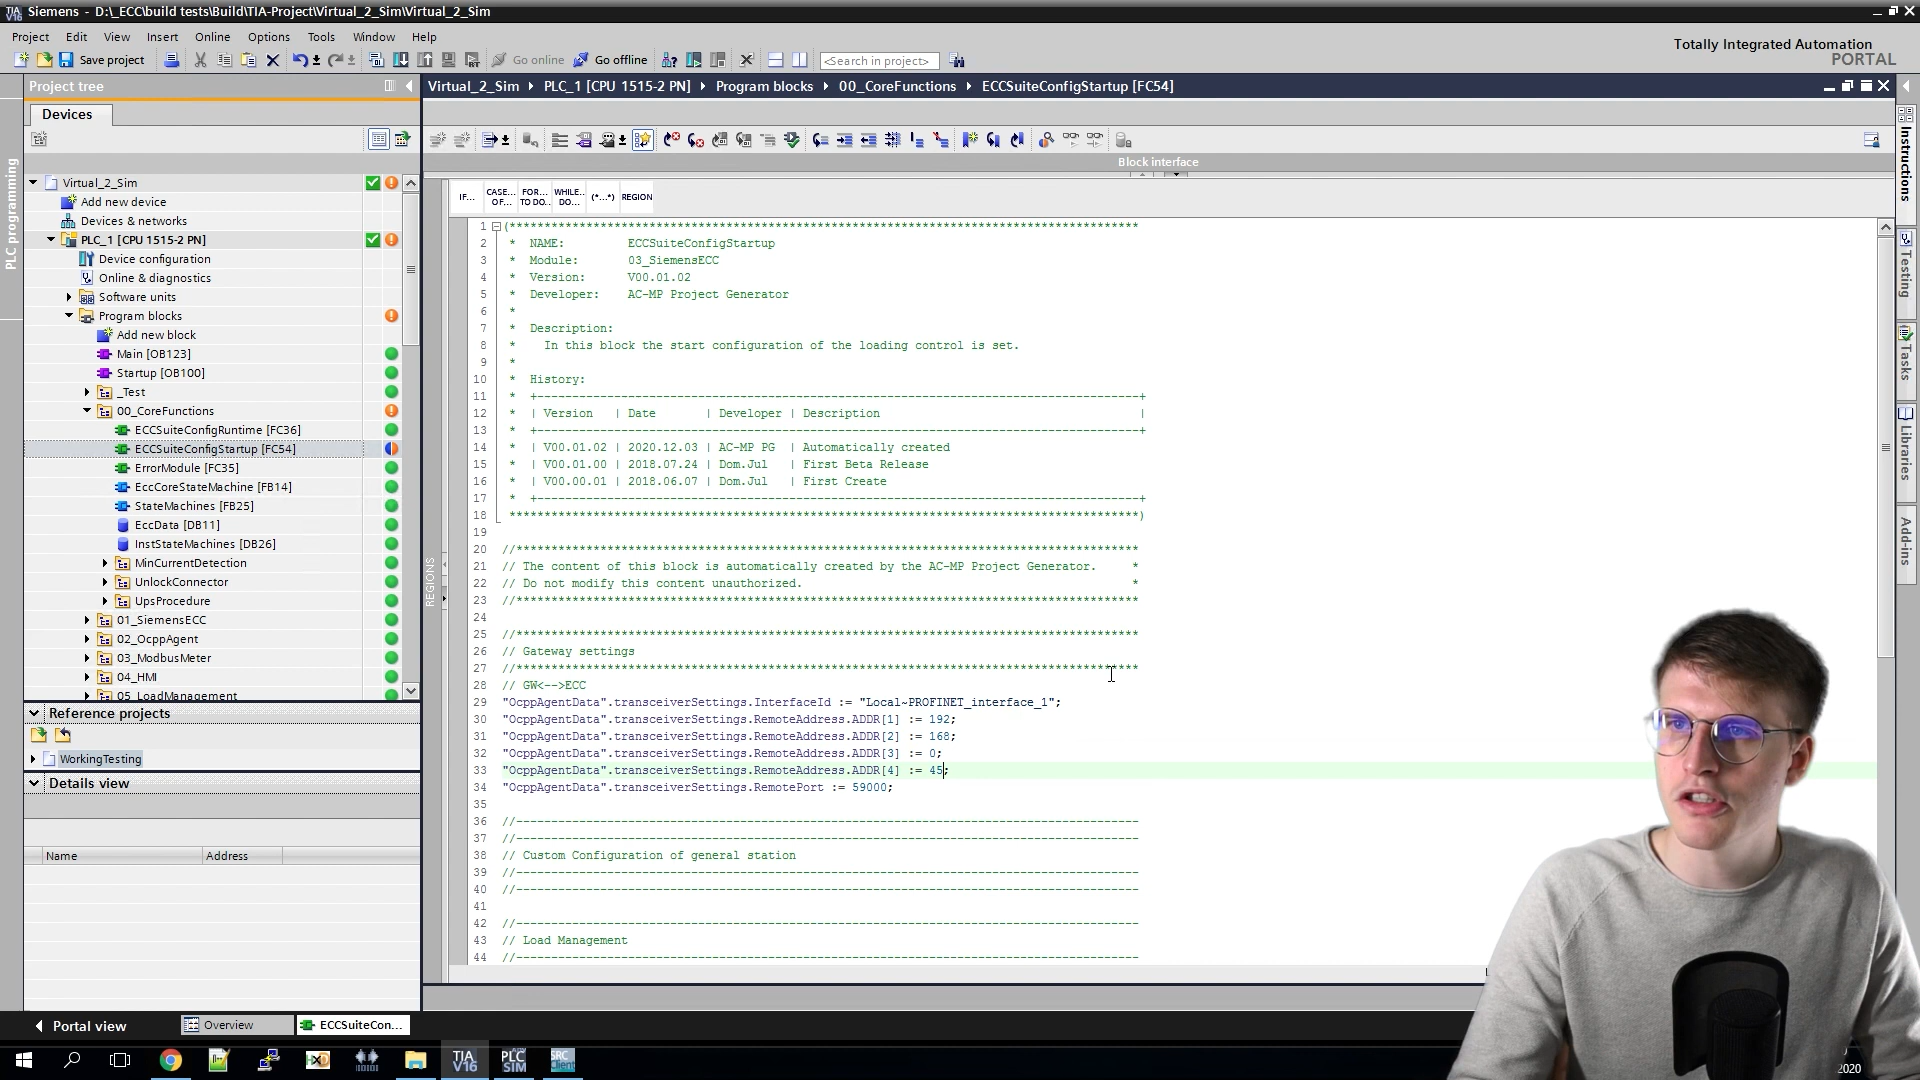 Siemens - D:\_ECC\build tests\Build\TIA-Project\Virtual_2_Sim\Virtual_2_Sim
Project Edit View Insert Online Options Tools Window Help
Totally Integrated Automation
PORTAL
Save project
Go online
Go offline
<Search in project>
Project tree
Virtual_2_Sim PLC_1 [CPU 1515-2 PN] Program blocks 00_CoreFunctions ECCSuiteConfigStartup [FC54]
Devices
Block interface
PLC programming
Virtual_2_Sim
Add new device
Devices & networks
PLC_1 [CPU 1515-2 PN]
Device configuration
Online & diagnostics
Software units
Program blocks
Add new block
Main [OB123]
Startup [OB100]
_Test
00_CoreFunctions
ECCSuiteConfigRuntime [FC36]
ECCSuiteConfigStartup [FC54]
ErrorModule [FC35]
EccCoreStateMachine [FB14]
StateMachines [FB25]
EccData [DB11]
InstStateMachines [DB26]
MinCurrentDetection
UnlockConnector
UpsProcedure
01_SiemensECC
02_OcppAgent
03_ModbusMeter
04_HMI
05_LoadManagement
Reference projects
WorkingTesting
Details view
Name Address
IF... CASE... OF... FOR... TO DO.. WHILE.. DO... (*...*) REGION
REGIONS
1 (******************************************************************************************
2 * NAME: ECCSuiteConfigStartup
3 * Module: 03_SiemensECC
4 * Version: V00.01.02
5 * Developer: AC-MP Project Generator
6 *
7 * Description:
8 * In this block the start configuration of the loading control is set.
9 *
10 * History:
11 * +---------------------------------------------------------------------------------------+
12 * | Version | Date | Developer | Description |
13 * +---------------------------------------------------------------------------------------+
14 * | V00.01.02 | 2020.12.03 | AC-MP PG | Automatically created
15 * | V00.01.00 | 2018.07.24 | Dom.Jul | First Beta Release
16 * | V00.00.01 | 2018.06.07 | Dom.Jul | First Create
17 * +---------------------------------------------------------------------------------------+
18 ******************************************************************************************)
19
20 //*****************************************************************************************
21 // The content of this block is automatically created by the AC-MP Project Generator. *
22 // Do not modify this content unauthorized. *
23 //*****************************************************************************************
24
25 //*****************************************************************************************
26 // Gateway settings
27 //*****************************************************************************************
28 // GW<-->ECC
29 "OcppAgentData".transceiverSettings.InterfaceId := "Local~PROFINET_interface_1";
30 "OcppAgentData".transceiverSettings.RemoteAddress.ADDR[1] := 192;
31 "OcppAgentData".transceiverSettings.RemoteAddress.ADDR[2] := 168;
32 "OcppAgentData".transceiverSettings.RemoteAddress.ADDR[3] := 0;
33 "OcppAgentData".transceiverSettings.RemoteAddress.ADDR[4] := 45;
34 "OcppAgentData".transceiverSettings.RemotePort := 59000;
35
36 //-----------------------------------------------------------------------------------------
37 //-----------------------------------------------------------------------------------------
38 // Custom Configuration of general station
39 //-----------------------------------------------------------------------------------------
40 //-----------------------------------------------------------------------------------------
41
42 //-----------------------------------------------------------------------------------------
43 // Load Management
44 //-----------------------------------------------------------------------------------------
Instructions
Testing
Tasks
Libraries
Add-ins
Portal view
Overview
ECCSuiteCon...
TIA V16
PLC SIM
SRC Client
2020